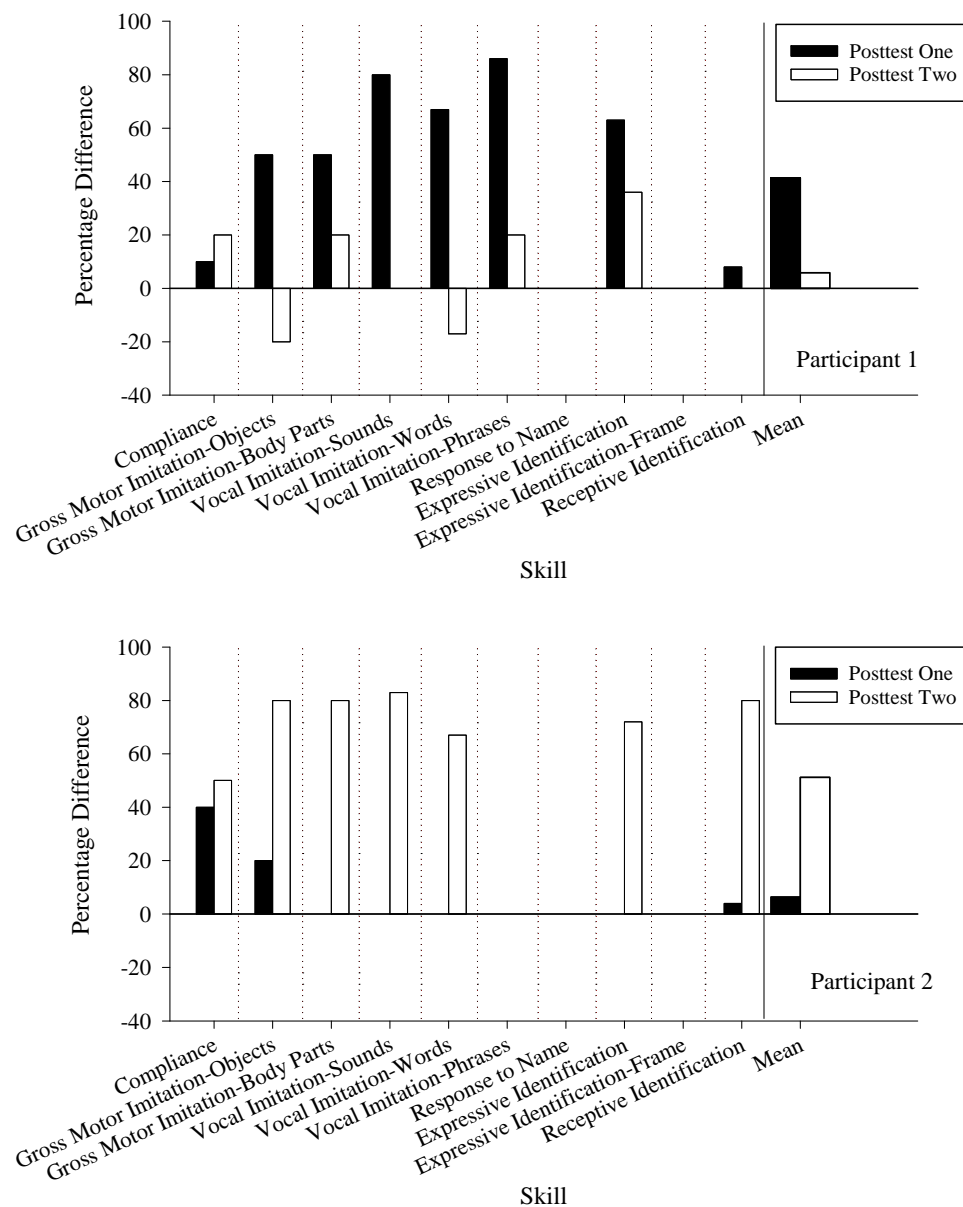 100
80
60
40
20
0
-20
-40
Percentage Difference
Posttest One
Posttest Two
Participant 1
Compliance
Gross Motor Imitation-Objects
Gross Motor Imitation-Body Parts
Vocal Imitation-Sounds
Vocal Imitation-Words
Vocal Imitation-Phrases
Response to Name
Expressive Identification
Expressive Identification-Frame
Receptive Identification
Mean
Skill
100
80
60
40
20
0
-20
-40
Percentage Difference
Posttest One
Posttest Two
Participant 2
Compliance
Gross Motor Imitation-Objects
Gross Motor Imitation-Body Parts
Vocal Imitation-Sounds
Vocal Imitation-Words
Vocal Imitation-Phrases
Response to Name
Expressive Identification
Expressive Identification-Frame
Receptive Identification
Mean
Skill